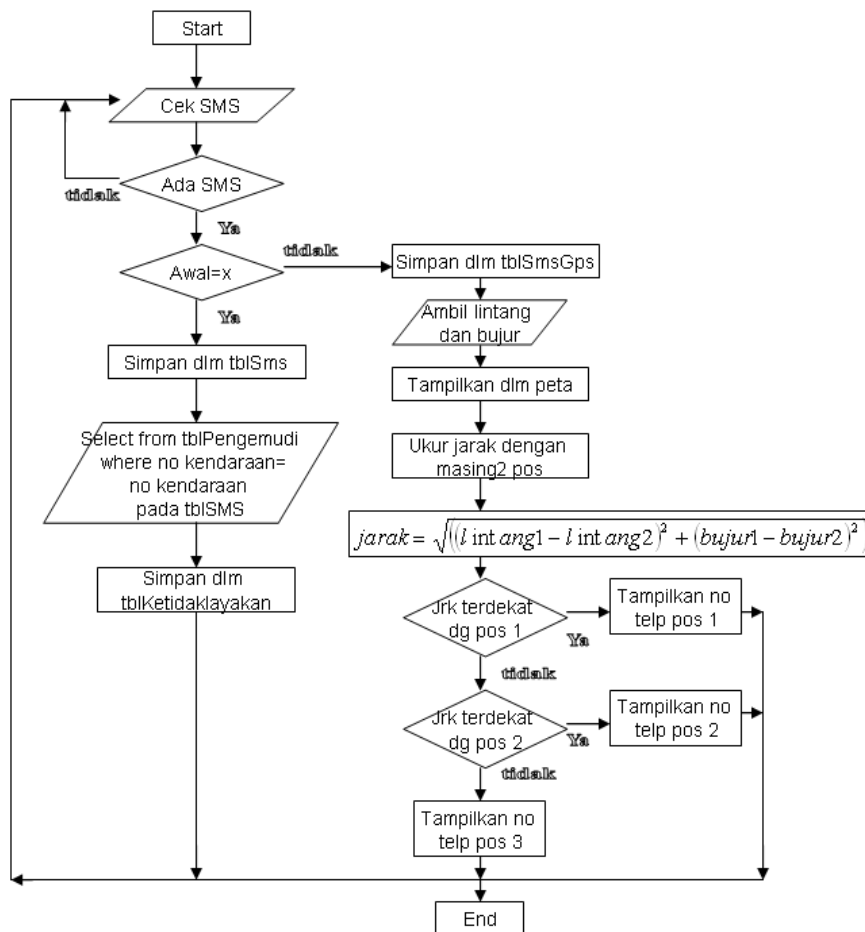 Start
Cek SMS
Ada SMS
tidak
Ya
Awal=x
tidak
Ya
Simpan dlm tblSms
Select from tblPengemudi
where no kendaraan=
no kendaraan
pada tblSMS
Simpan dlm
tblKetidaklayakan
Simpan dlm tblSmsGps
Ambil lintang
dan bujur
Tampilkan dlm peta
Ukur jarak dengan
masing2 pos
jarak = √((lintang1 − lintang2)² + (bujur1 − bujur2)²)
Jrk terdekat
dg pos 1
Ya
Tampilkan no
telp pos 1
tidak
Jrk terdekat
dg pos 2
Ya
Tampilkan no
telp pos 2
tidak
Tampilkan no
telp pos 3
End